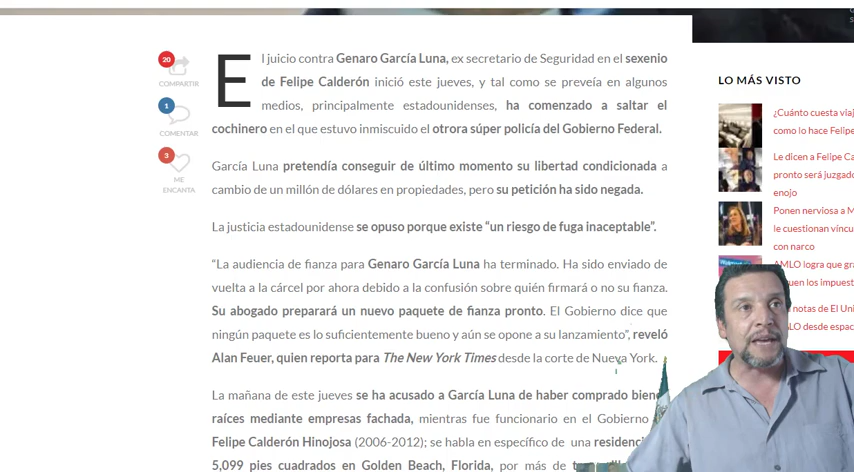 El juicio contra Genaro García Luna, ex secretario de Seguridad en el sexenio
de Felipe Calderón inició este jueves, y tal como se preveía en algunos
medios, principalmente estadounidenses, ha comenzado a saltar el
cochinero en el que estuvo inmiscuido el otrora súper policía del Gobierno Federal.
García Luna pretendía conseguir de último momento su libertad condicionada a
cambio de un millón de dólares en propiedades, pero su petición ha sido negada.
La justicia estadounidense se opuso porque existe “un riesgo de fuga inaceptable”.
“La audiencia de fianza para Genaro García Luna ha terminado. Ha sido enviado de
vuelta a la cárcel por ahora debido a la confusión sobre quién firmará o no su fianza.
Su abogado preparará un nuevo paquete de fianza pronto. El Gobierno dice que
ningún paquete es lo suficientemente bueno y aún se opone a su lanzamiento”, reveló
Alan Feuer, quien reporta para The New York Times desde la corte de Nueva York.
La mañana de este jueves se ha acusado a García Luna de haber comprado biene
raíces mediante empresas fachada, mientras fue funcionario en el Gobierno
Felipe Calderón Hinojosa (2006-2012); se habla en específico de una residenci
5,099 pies cuadrados en Golden Beach, Florida, por más de
20
COMPARTIR
1
COMENTAR
3
ME
ENCANTA
LO MÁS VISTO
¿Cuánto cuesta viaj
como lo hace Felipe
Le dicen a Felipe Ca
pronto será juzgado
enojo
Ponen nerviosa a M
le cuestionan víncu
con narco
AMLO logra que gra
uen los impuest
notas de El Uni
LO desde espac